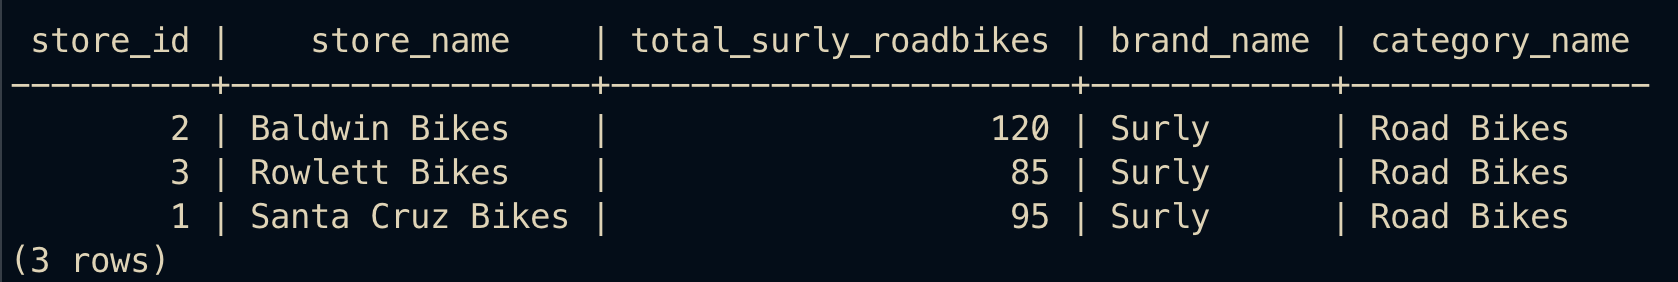 store_id |    store_name    | total_surly_roadbikes | brand_name | category_name
----------+------------------+-----------------------+------------+---------------
        2 | Baldwin Bikes    |                   120 | Surly      | Road Bikes
        3 | Rowlett Bikes    |                    85 | Surly      | Road Bikes
        1 | Santa Cruz Bikes |                    95 | Surly      | Road Bikes
(3 rows)